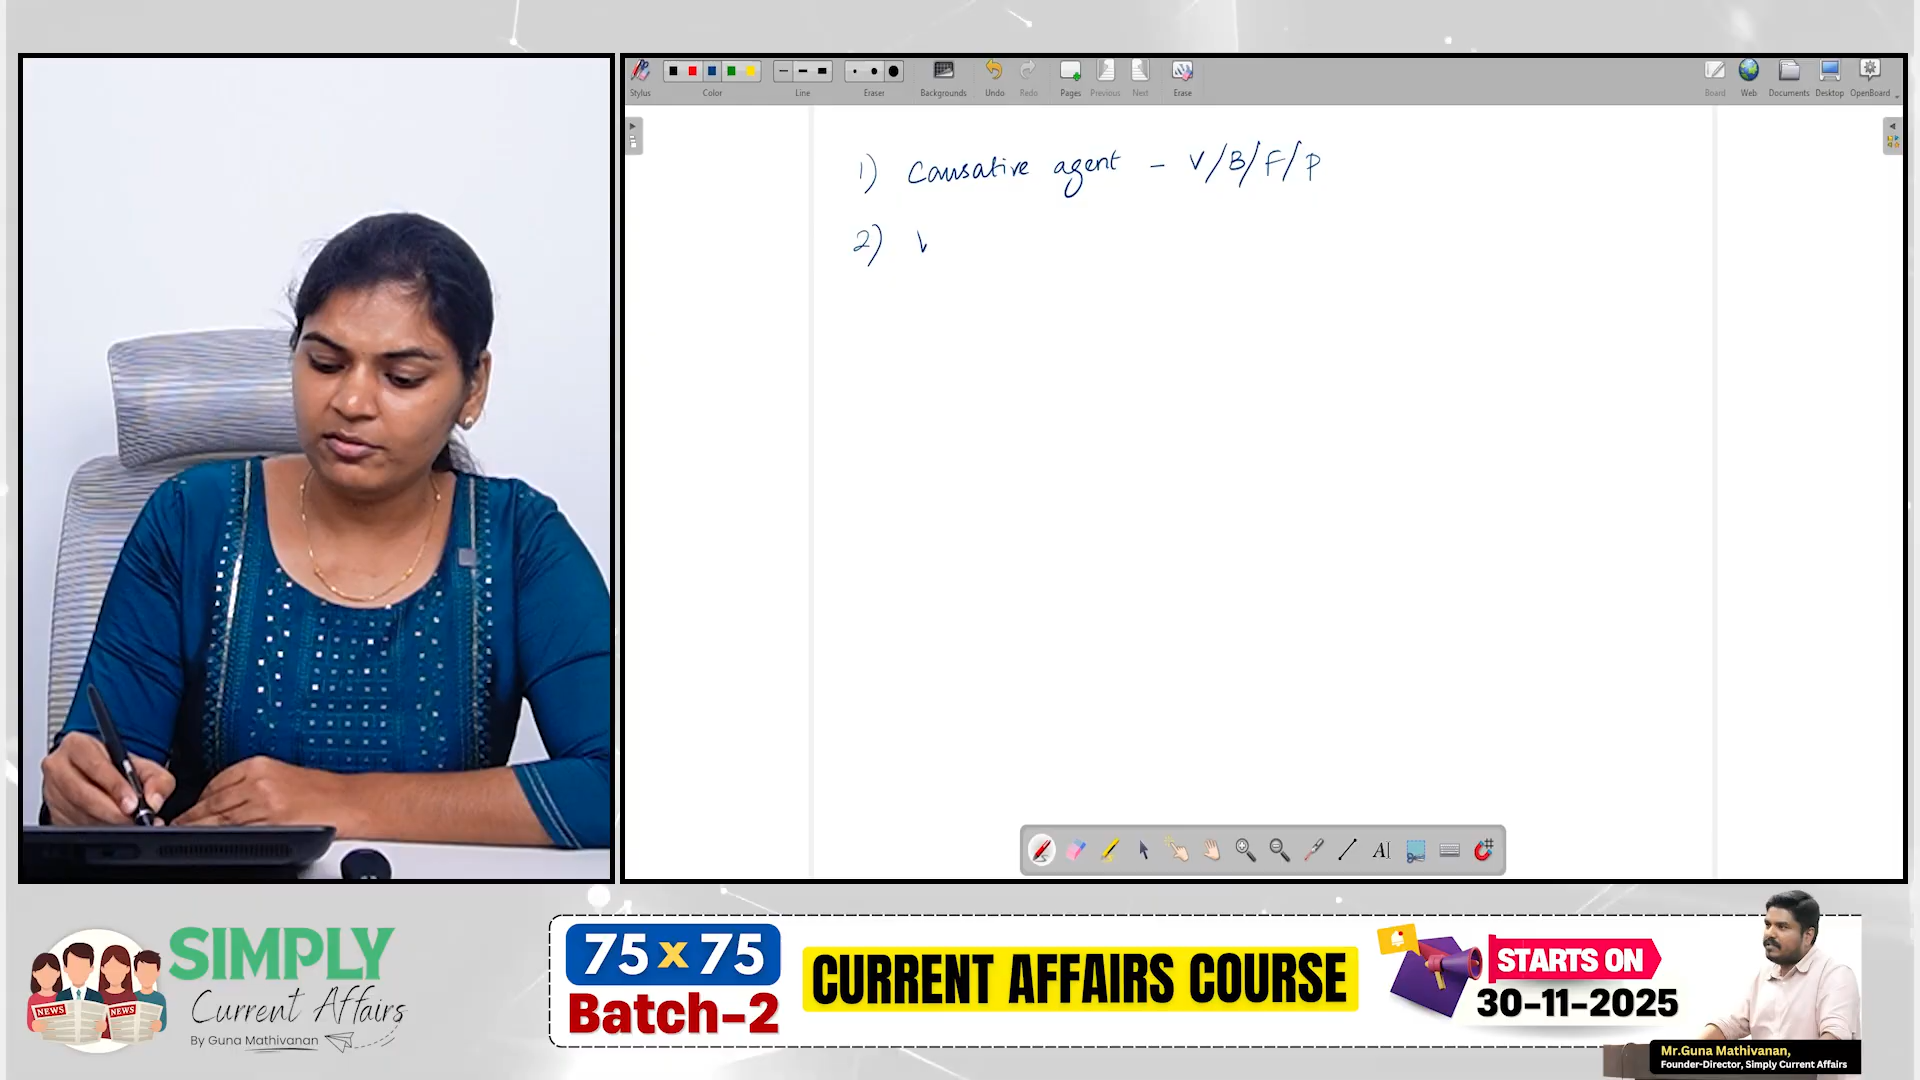 Stylus
Color
Line
Eraser
Backgrounds
Undo
Redo
Pages
Previous
Next
Erase
Board
Web
Documents
Desktop
OpenBoard
1) Causative agent - V/B/F/P
2)
A
SIMPLY
Current Affairs
By Guna Mathivanan
NEWS
NEWS
75 x 75
Batch-2
CURRENT AFFAIRS COURSE
STARTS ON
30-11-2025
Mr.Guna Mathivanan,
Founder-Director, Simply Current Affairs